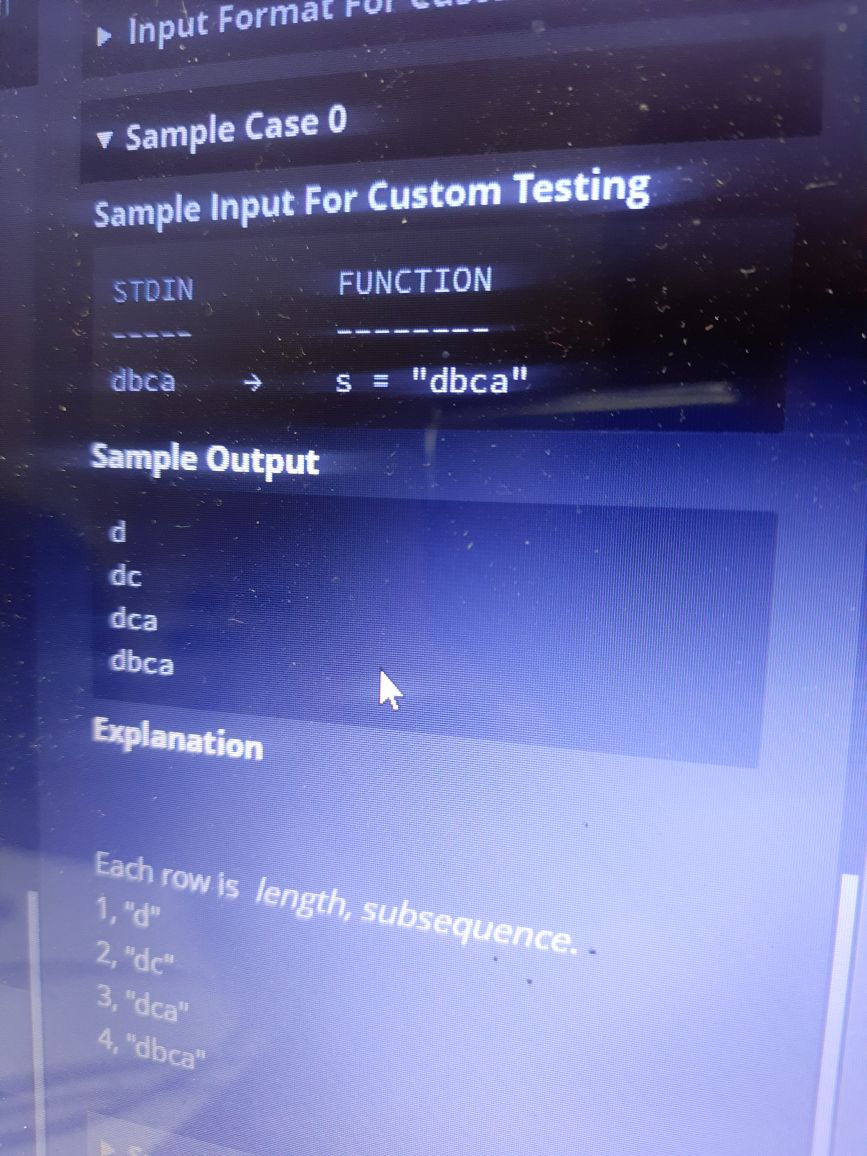 ▶ Input Format For
▼ Sample Case 0
Sample Input For Custom Testing
STDIN FUNCTION
----- --------
dbca → s = "dbca"
Sample Output
d
dc
dca
dbca
Explanation
Each row is length, subsequence.
1, "d"
2, "dc"
3, "dca"
4, "dbca"